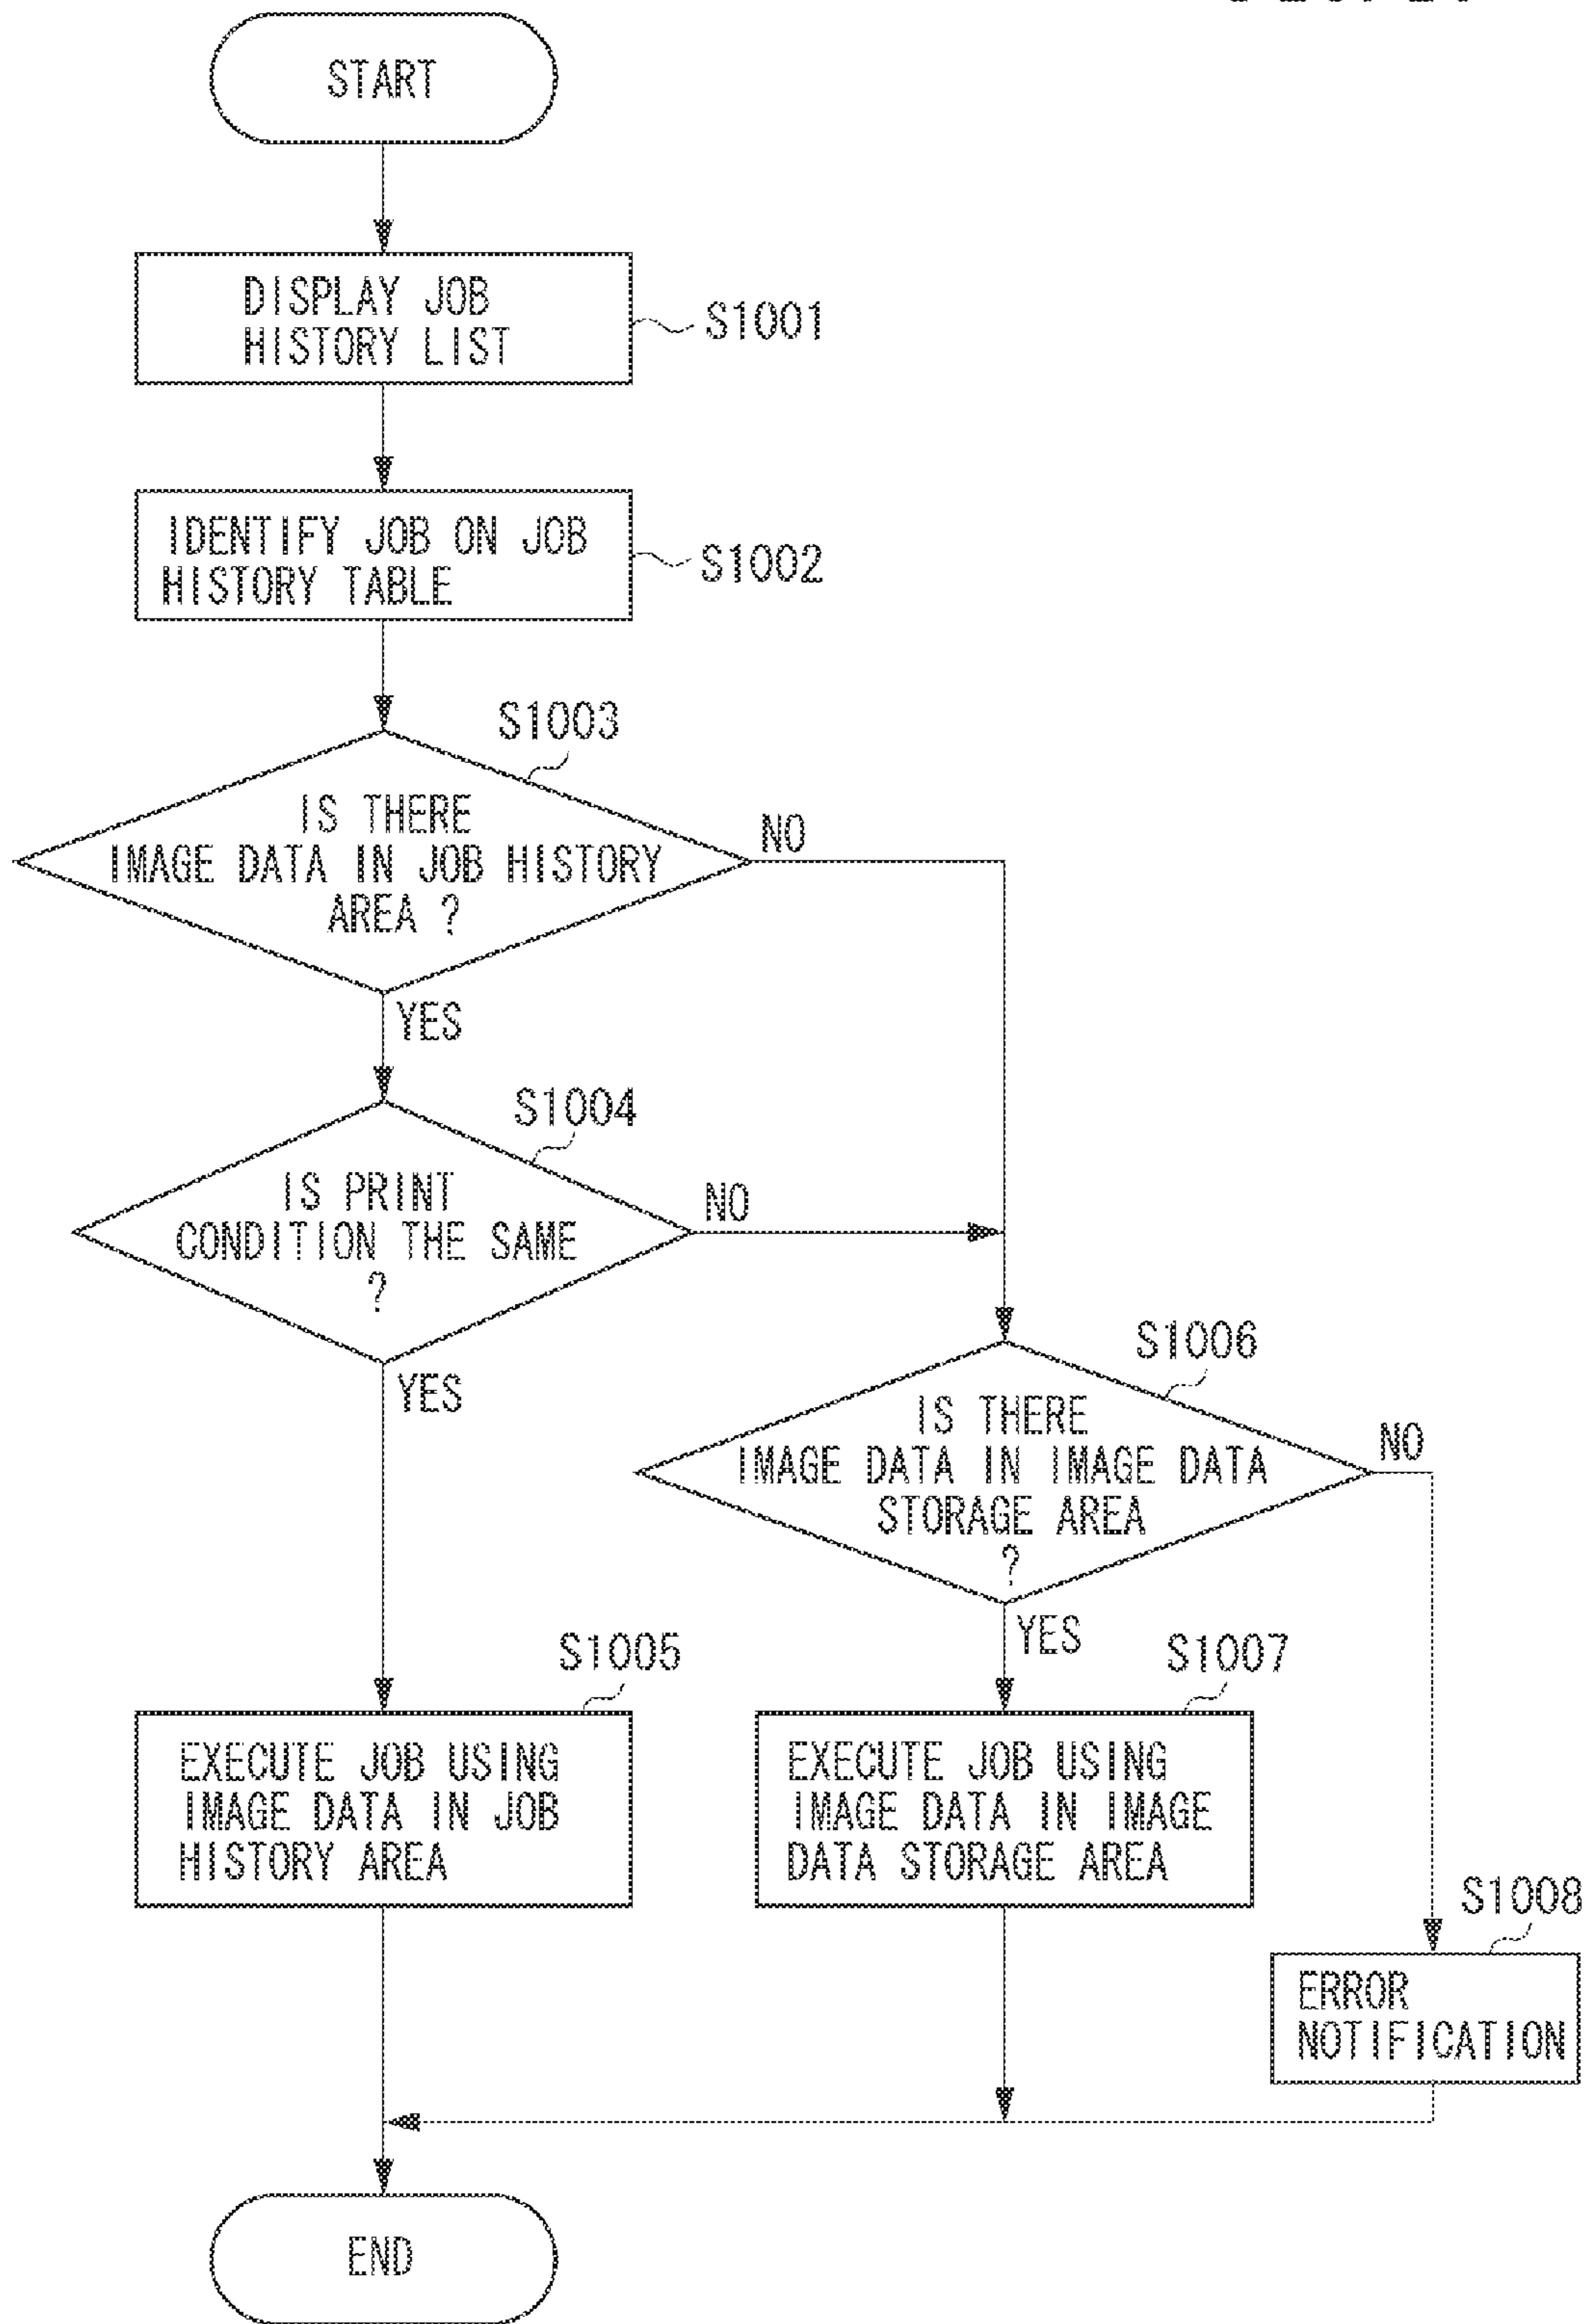 START
DISPLAY JOB
HISTORY LIST
S1001
IDENTIFY JOB ON JOB
HISTORY TABLE
S1002
S1003
IS THERE
IMAGE DATA IN JOB HISTORY
AREA ?
NO
YES
S1004
IS PRINT
CONDITION THE SAME
?
NO
YES
S1006
IS THERE
IMAGE DATA IN IMAGE DATA
STORAGE AREA
?
NO
YES
S1005
EXECUTE JOB USING
IMAGE DATA IN JOB
HISTORY AREA
S1007
EXECUTE JOB USING
IMAGE DATA IN IMAGE
DATA STORAGE AREA
S1008
ERROR
NOTIFICATION
END